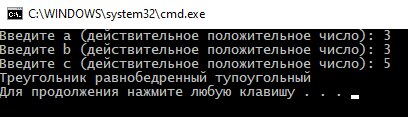 C:\WINDOWS\system32\cmd.exe
Введите a (действительное положительное число): 3
Введите b (действительное положительное число): 3
Введите c (действительное положительное число): 5
Треугольник равнобедренный тупоугольный
Для продолжения нажмите любую клавишу . . .